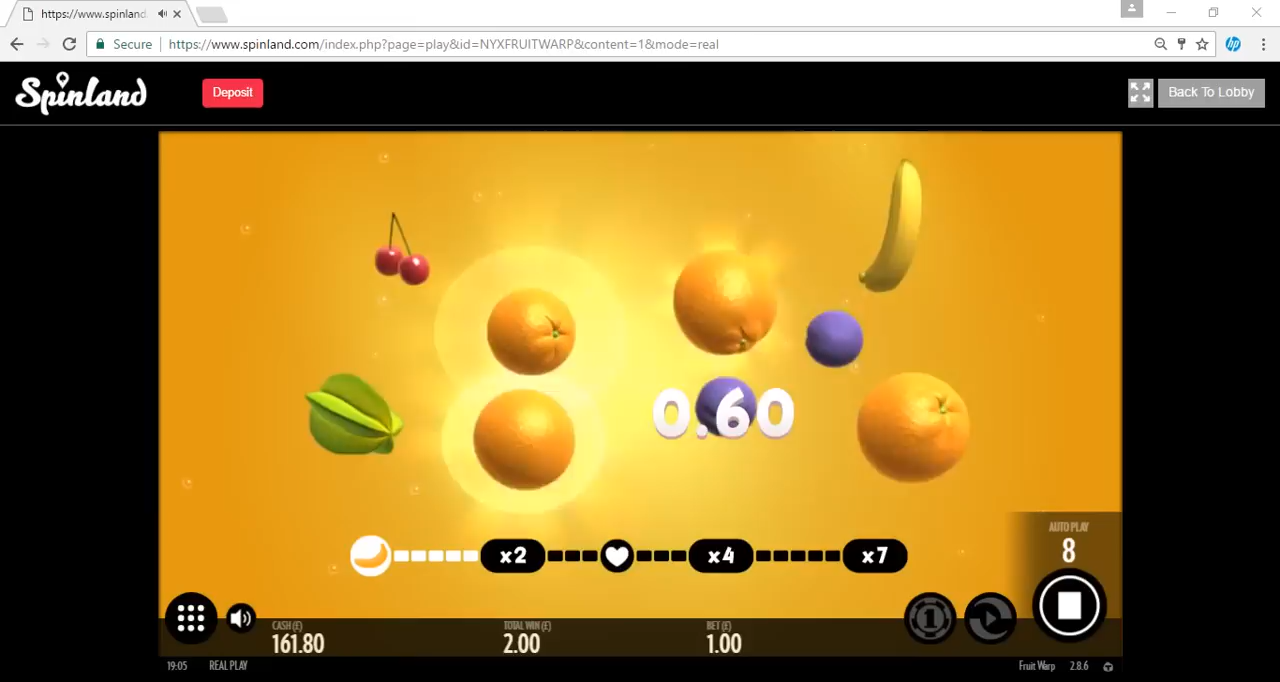 https://www.spinland
Secure
https://www.spinland.com/index.php?page=play&id=NYXFRUITWARP&content=1&mode=real
hp
Spinland
Deposit
Back To Lobby
0.60
x2
x4
x7
AUTO PLAY
8
1
CASH (£)
161.80
TOTAL WIN (£)
2.00
BET (£)
1.00
19:05
REAL PLAY
Fruit Warp
2.8.6